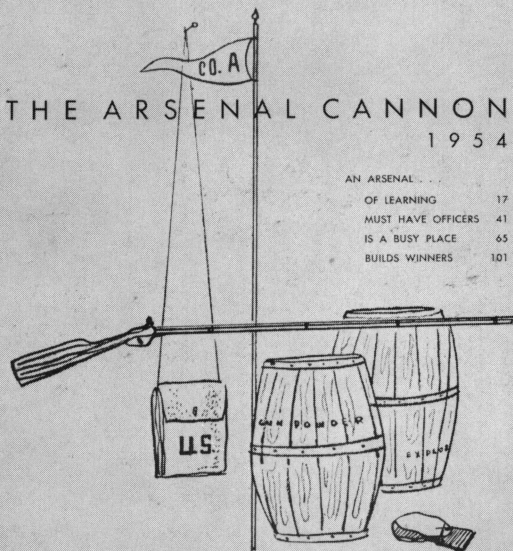 CO. A
THE ARSENAL CANNON
1954
AN ARSENAL . . .
OF LEARNING 17
MUST HAVE OFFICERS 41
IS A BUSY PLACE 65
BUILDS WINNERS 101
U.S.
GUN POWDER
EXPLOS